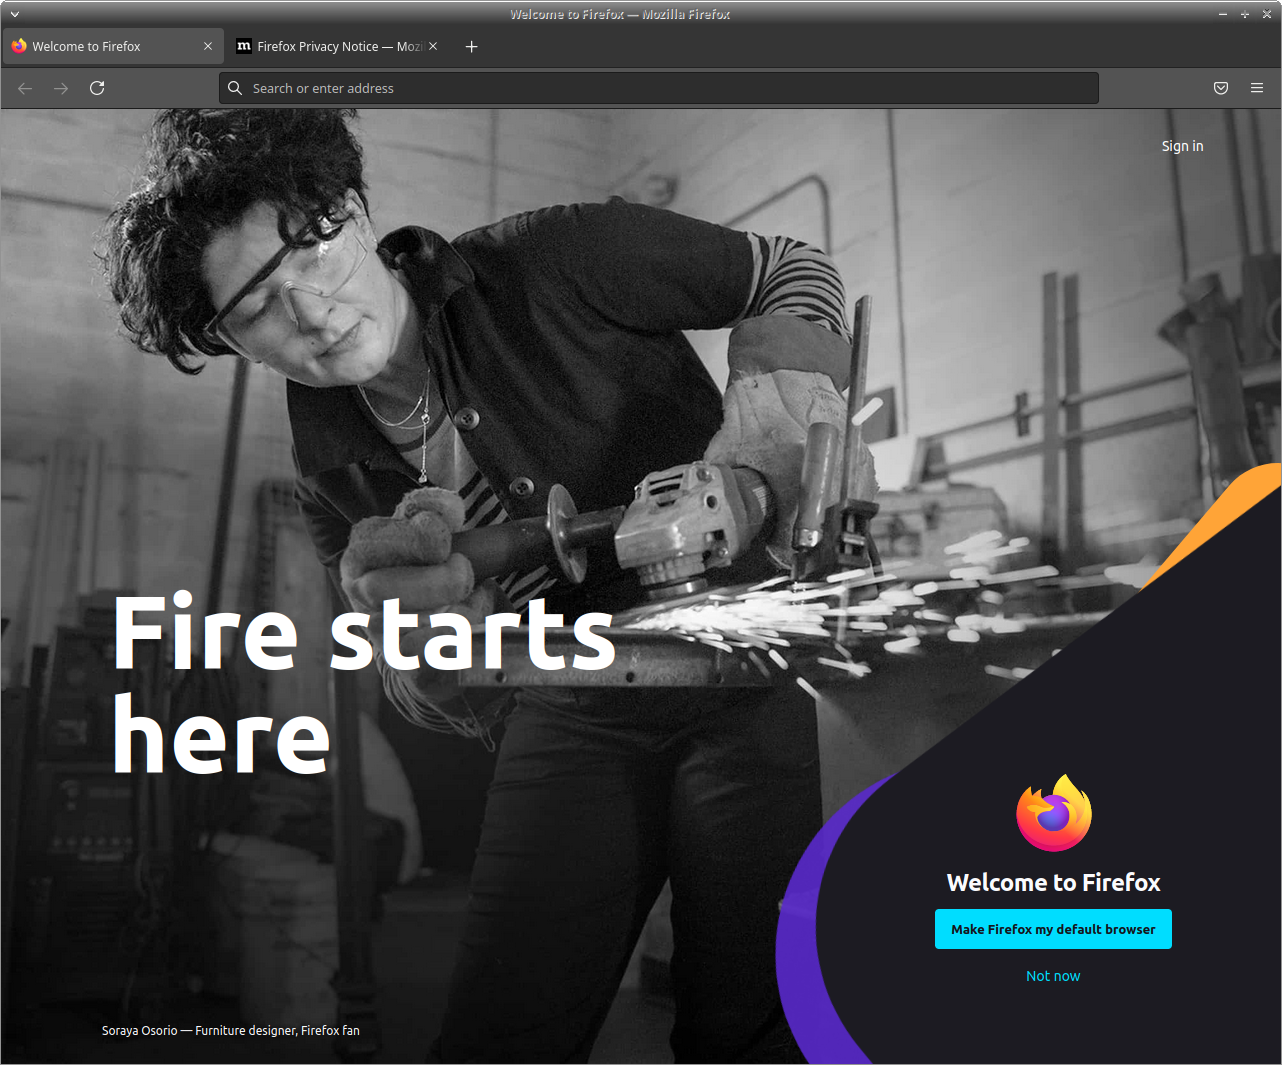 Welcome to Firefox — Mozilla Firefox
Welcome to Firefox
m Firefox Privacy Notice — Mozi
Search or enter address
Sign in
Fire starts
here
Welcome to Firefox
Make Firefox my default browser
Not now
Soraya Osorio — Furniture designer, Firefox fan